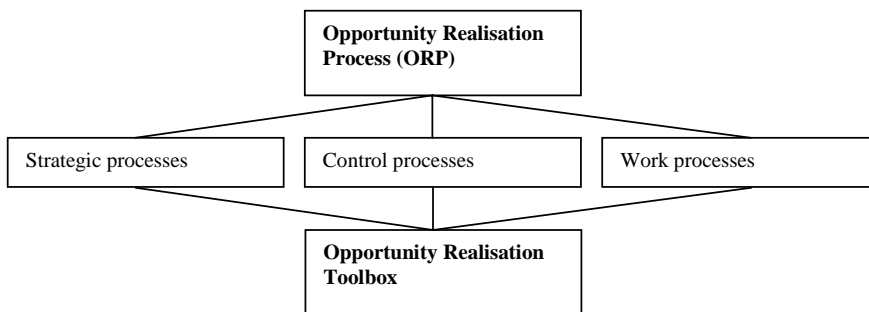 Opportunity Realisation
Process (ORP)
Strategic processes
Control processes
Work processes
Opportunity Realisation
Toolbox